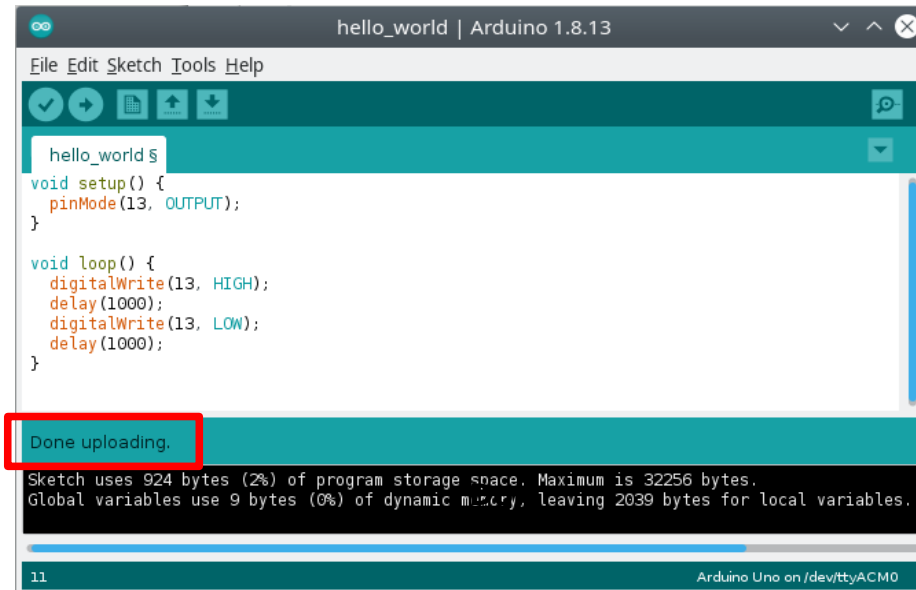 hello_world | Arduino 1.8.13
File Edit Sketch Tools Help
hello_world §
void setup() {
  pinMode(13, OUTPUT);
}
void loop() {
  digitalWrite(13, HIGH);
  delay(1000);
  digitalWrite(13, LOW);
  delay(1000);
}
Done uploading.
Sketch uses 924 bytes (2%) of program storage space. Maximum is 32256 bytes.
Global variables use 9 bytes (0%) of dynamic memory, leaving 2039 bytes for local variables.
11 Arduino Uno on /dev/ttyACM0